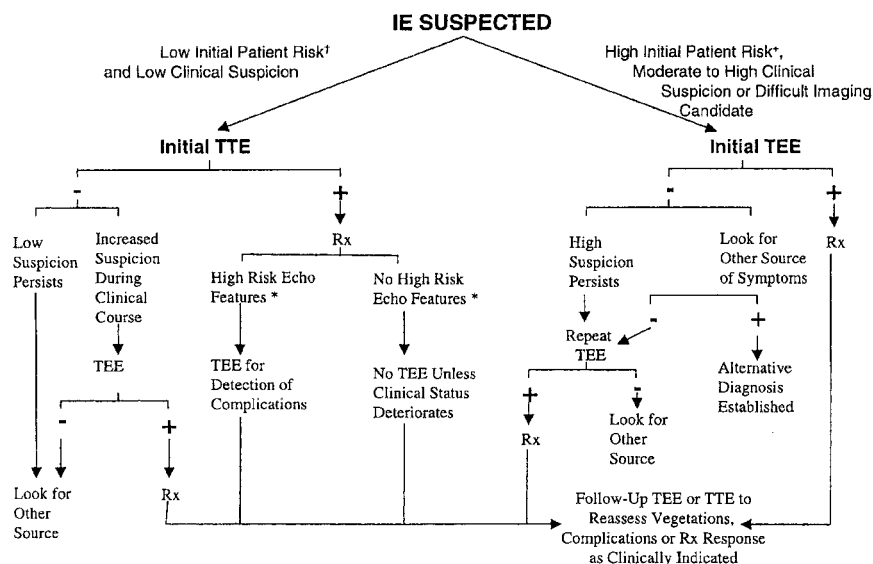 IE SUSPECTED
Low Initial Patient Risk†
and Low Clinical Suspicion
High Initial Patient Risk+,
Moderate to High Clinical
Suspicion or Difficult Imaging
Candidate
Initial TTE
Initial TEE
-
+
-
+
Low
Suspicion
Persists
Increased
Suspicion
During
Clinical
Course
Rx
High Risk Echo
Features *
No High Risk
Echo Features *
High
Suspicion
Persists
Look for
Other Source
of Symptoms
Rx
TEE
TEE for
Detection of
Complications
No TEE Unless
Clinical Status
Deteriorates
Repeat
TEE
-
+
Alternative
Diagnosis
Established
-
+
+
-
Rx
Look for
Other
Source
Look for
Other
Source
Rx
Follow-Up TEE or TTE to
Reassess Vegetations,
Complications or Rx Response
as Clinically Indicated